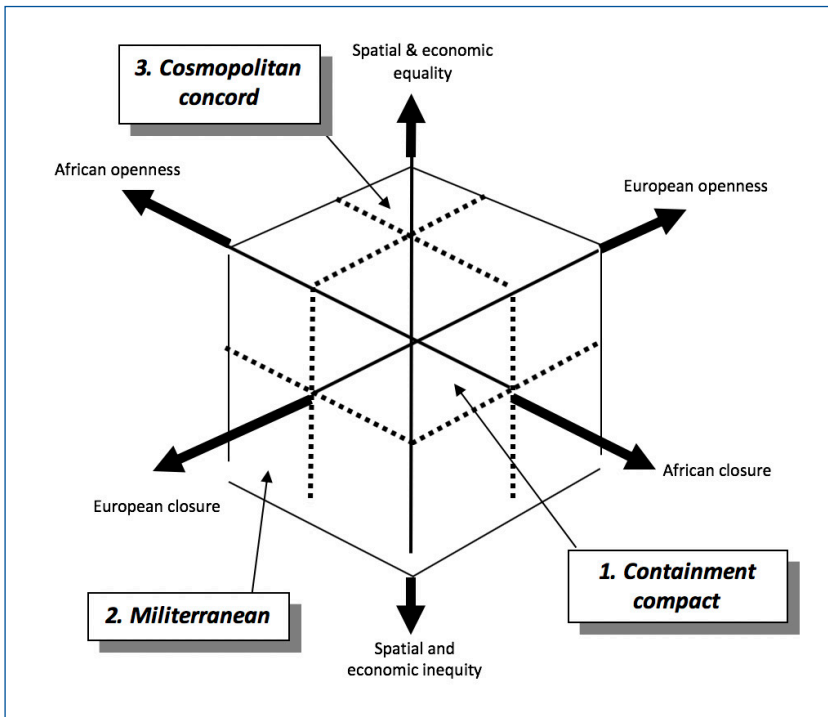 Spatial & economic
equality
3. Cosmopolitan
concord
African openness
European openness
African closure
European closure
1. Containment
compact
2. Militerranean
Spatial and
economic inequity